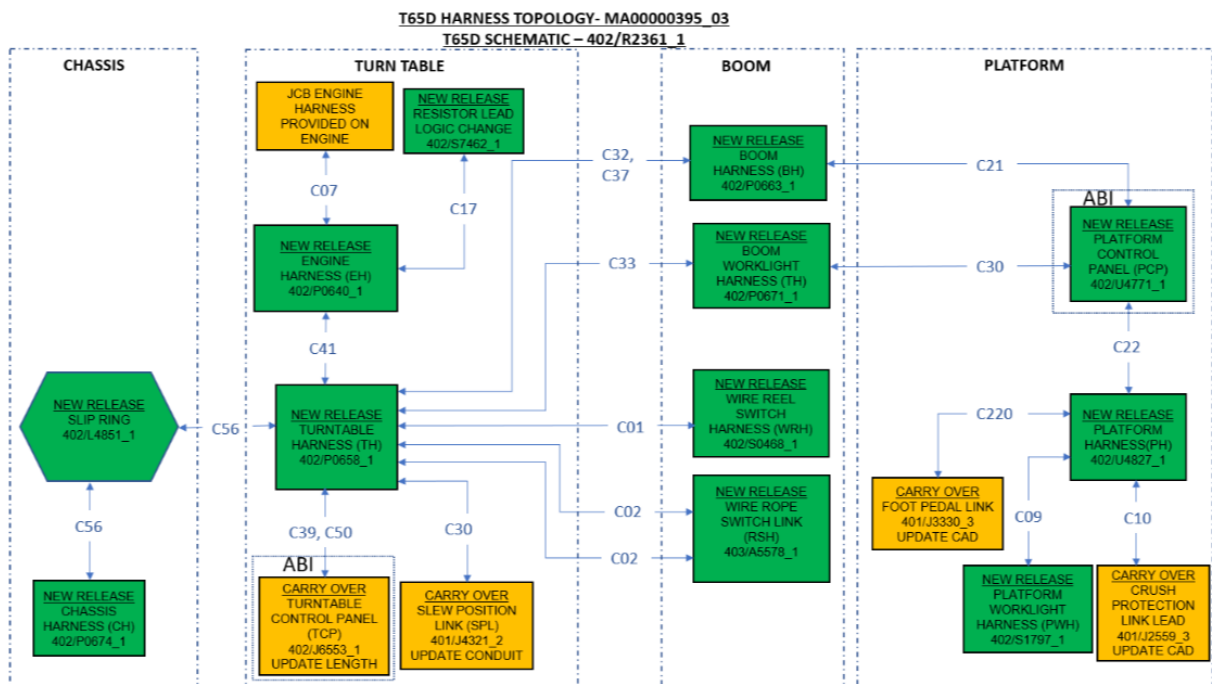 T65D HARNESS TOPOLOGY- MA00000395_03
T65D SCHEMATIC – 402/R2361_1
CHASSIS
TURN TABLE
BOOM
PLATFORM
JCB ENGINE
HARNESS
PROVIDED ON
ENGINE
NEW RELEASE
RESISTOR LEAD
LOGIC CHANGE
402/S7462_1
C07
C17
NEW RELEASE
ENGINE
HARNESS (EH)
402/P0640_1
C41
NEW RELEASE
SLIP RING
402/L4851_1
C56
NEW RELEASE
TURNTABLE
HARNESS (TH)
402/P0658_1
C56
NEW RELEASE
CHASSIS
HARNESS (CH)
402/P0674_1
C39, C50
ABI
CARRY OVER
TURNTABLE
CONTROL PANEL
(TCP)
402/J6553_1
UPDATE LENGTH
C30
CARRY OVER
SLEW POSITION
LINK (SPL)
401/J4321_2
UPDATE CONDUIT
C32,
C37
C33
C01
C02
C02
NEW RELEASE
BOOM
HARNESS (BH)
402/P0663_1
NEW RELEASE
BOOM
WORKLIGHT
HARNESS (TH)
402/P0671_1
NEW RELEASE
WIRE REEL
SWITCH
HARNESS (WRH)
402/S0468_1
NEW RELEASE
WIRE ROPE
SWITCH LINK
(RSH)
403/A5578_1
C21
C30
ABI
NEW RELEASE
PLATFORM
CONTROL
PANEL (PCP)
402/U4771_1
C22
C220
NEW RELEASE
PLATFORM
HARNESS(PH)
402/U4827_1
CARRY OVER
FOOT PEDAL LINK
401/J3330_3
UPDATE CAD
C09
C10
NEW RELEASE
PLATFORM
WORKLIGHT
HARNESS (PWH)
402/S1797_1
CARRY OVER
CRUSH
PROTECTION
LINK LEAD
401/J2559_3
UPDATE CAD